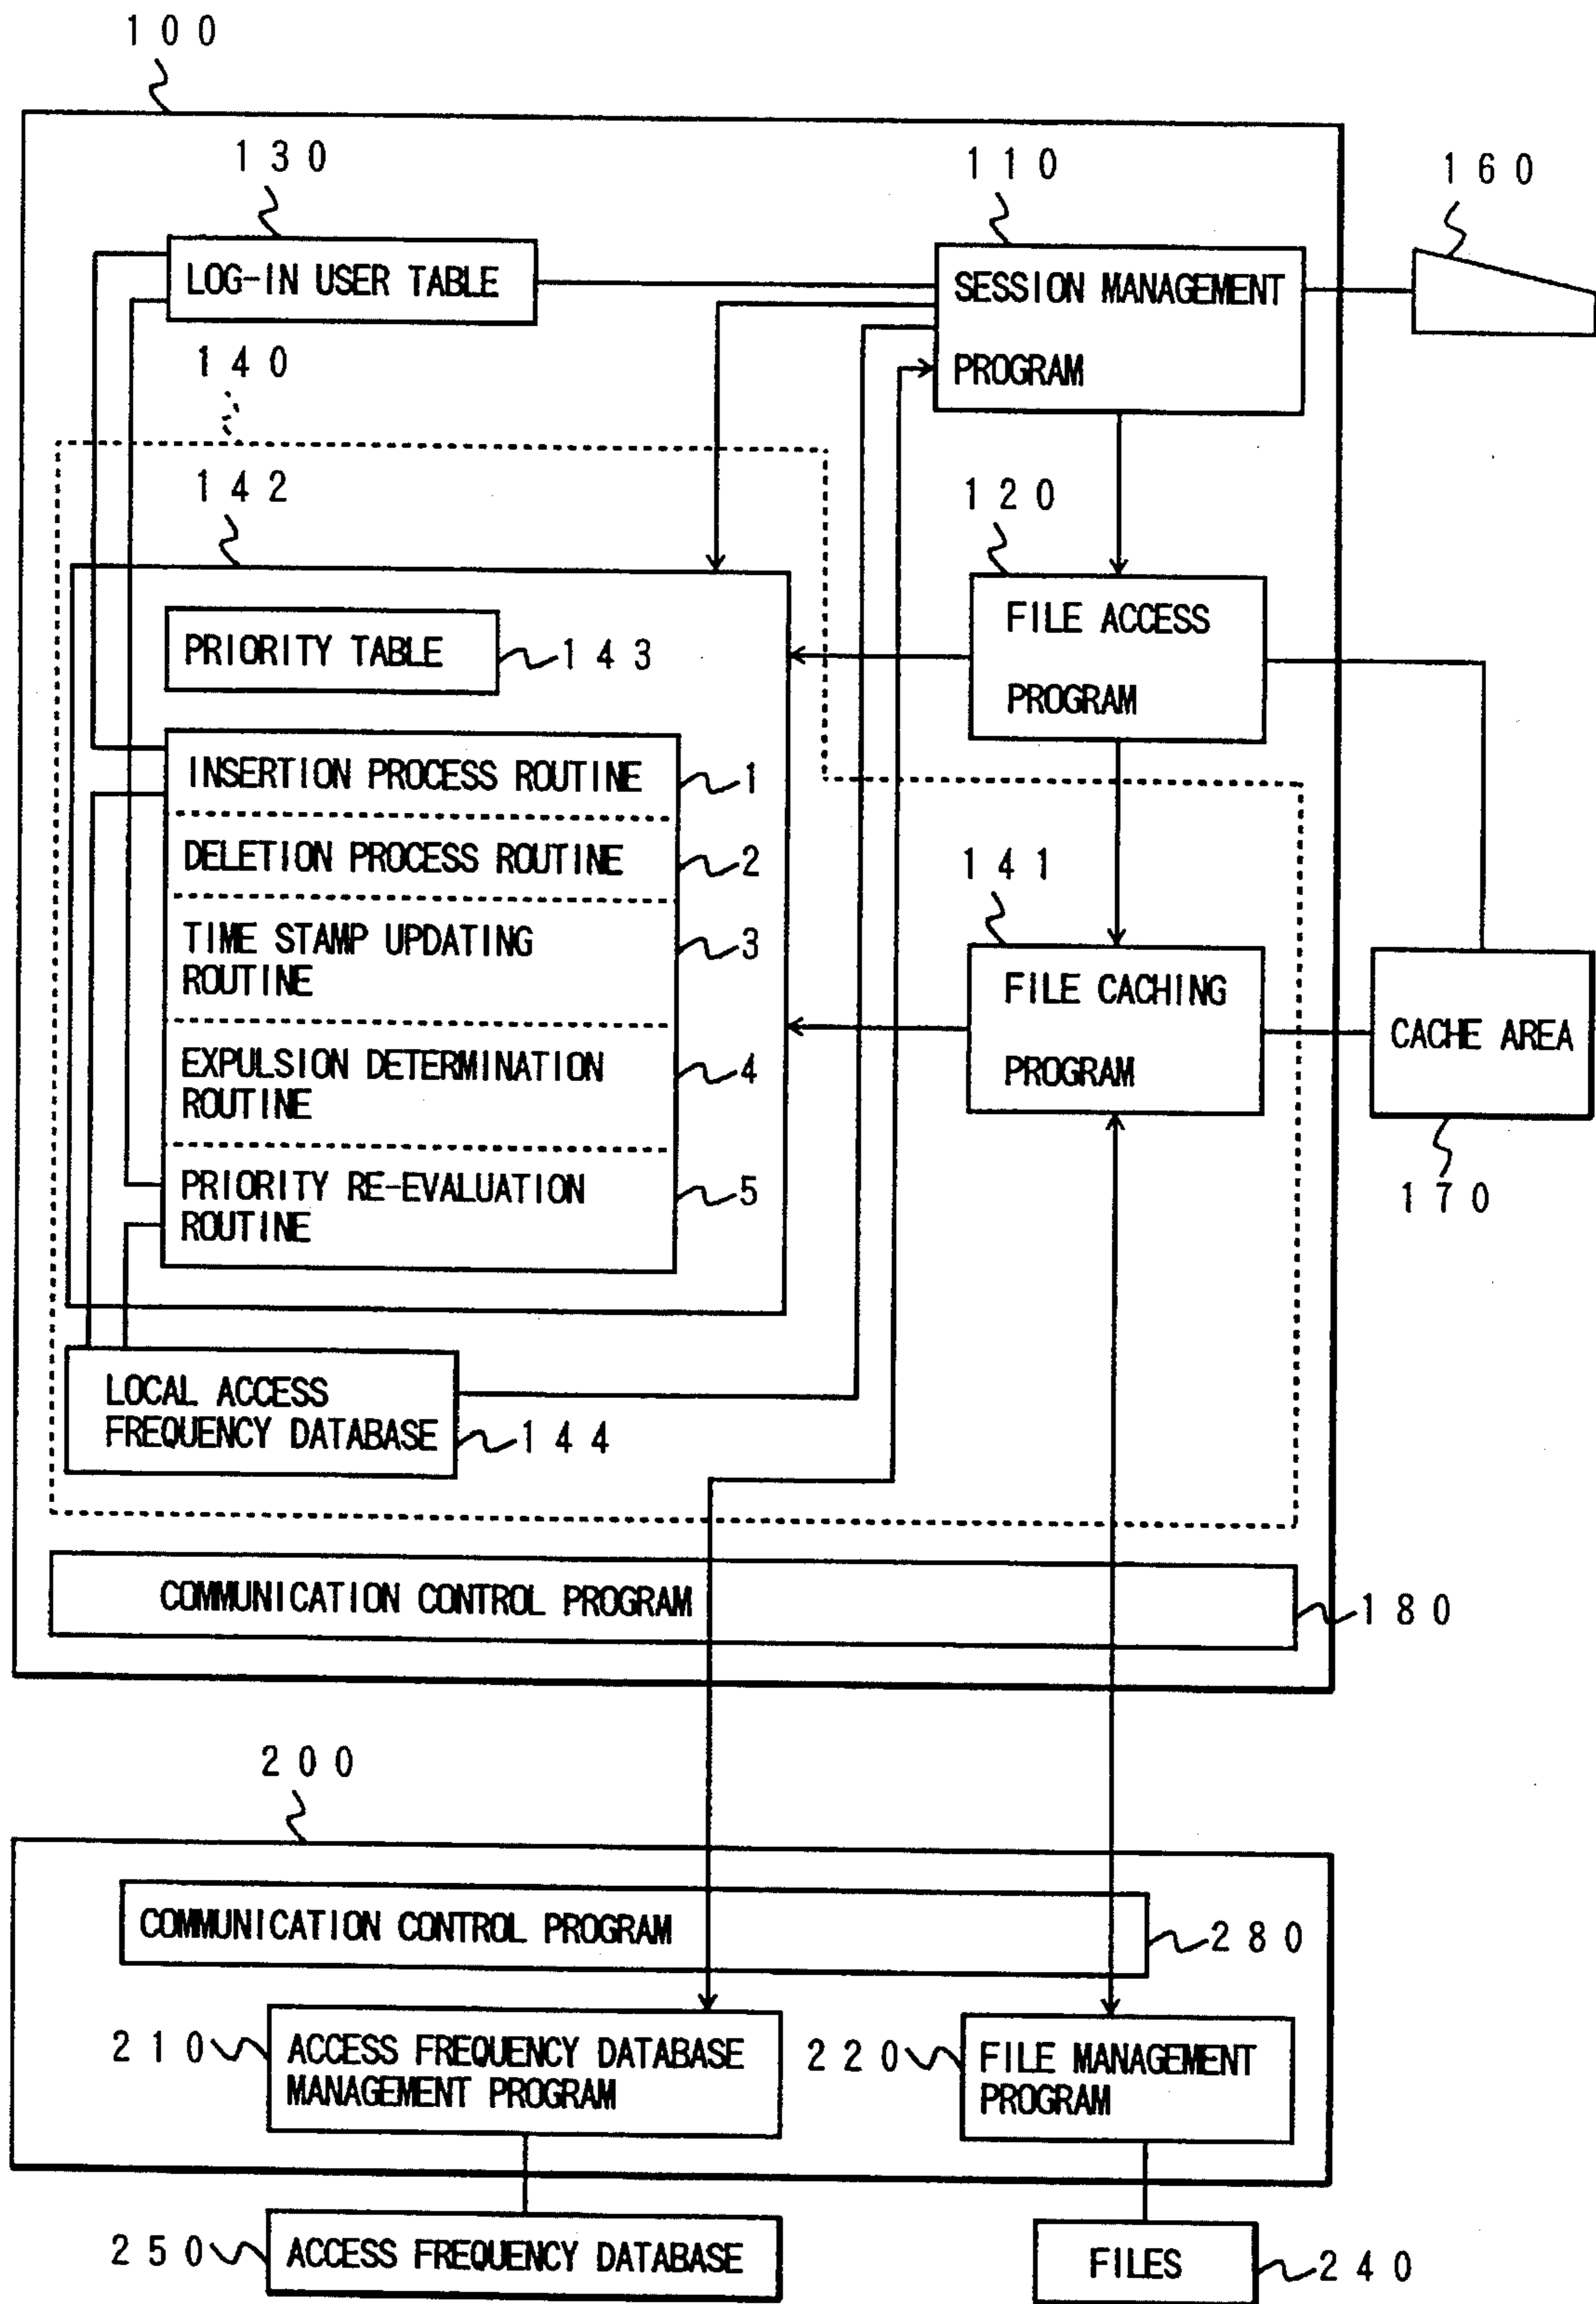 100
130
110
160
LOG-IN USER TABLE
SESSION MANAGEMENT
PROGRAM
140
142
120
FILE ACCESS
PROGRAM
PRIORITY TABLE
143
INSERTION PROCESS ROUTINE
1
DELETION PROCESS ROUTINE
2
141
TIME STAMP UPDATING
ROUTINE
3
FILE CACHING
PROGRAM
CACHE AREA
EXPULSION DETERMINATION
ROUTINE
4
PRIORITY RE-EVALUATION
ROUTINE
5
170
LOCAL ACCESS
FREQUENCY DATABASE
144
COMMUNICATION CONTROL PROGRAM
180
200
COMMUNICATION CONTROL PROGRAM
280
210
ACCESS FREQUENCY DATABASE
MANAGEMENT PROGRAM
220
FILE MANAGEMENT
PROGRAM
250
ACCESS FREQUENCY DATABASE
FILES
240